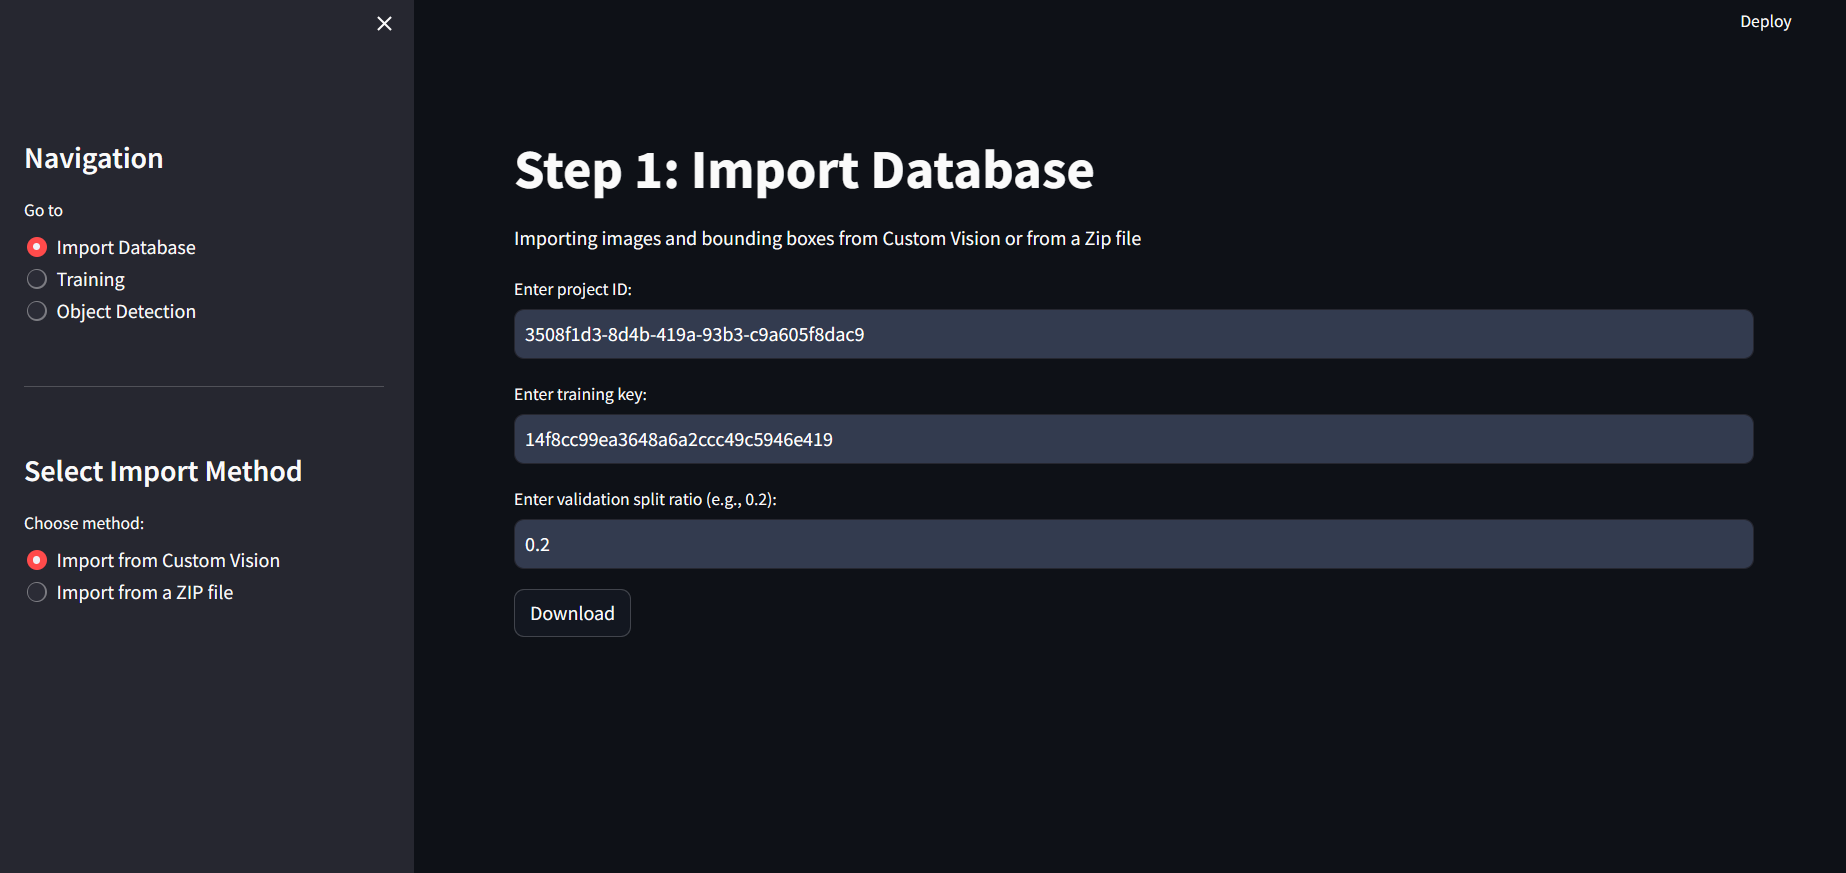 Deploy
Navigation
Go to
Import Database
Training
Object Detection
Select Import Method
Choose method:
Import from Custom Vision
Import from a ZIP file
Step 1: Import Database
Importing images and bounding boxes from Custom Vision or from a Zip file
Enter project ID:
3508f1d3-8d4b-419a-93b3-c9a605f8dac9
Enter training key:
14f8cc99ea3648a6a2ccc49c5946e419
Enter validation split ratio (e.g., 0.2):
0.2
Download